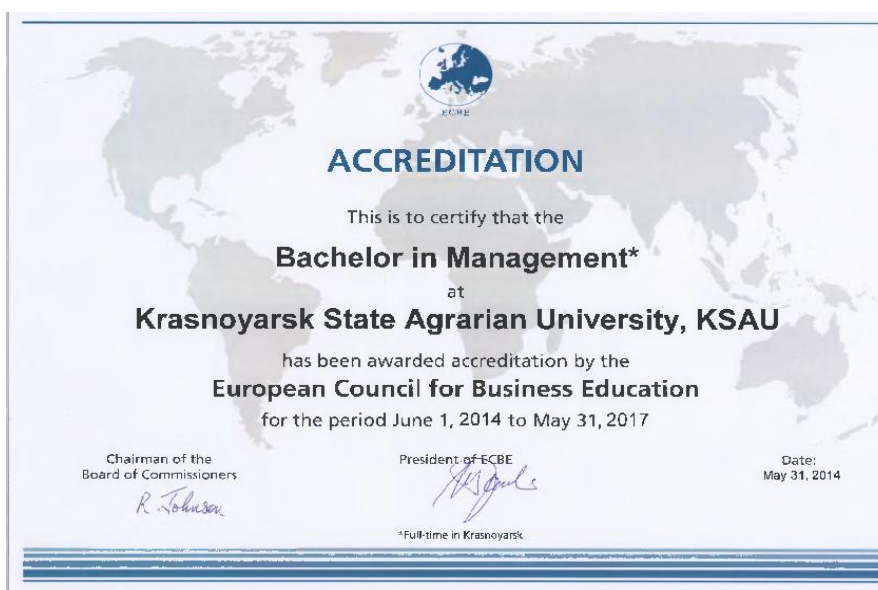 ECBE
ACCREDITATION
This is to certify that the
Bachelor in Management*
at
Krasnoyarsk State Agrarian University, KSAU
has been awarded accreditation by the
European Council for Business Education
for the period June 1, 2014 to May 31, 2017
Chairman of the
Board of Commissioners
R. Johnson
President of ECBE
Date:
May 31, 2014
*Full-time in Krasnoyarsk